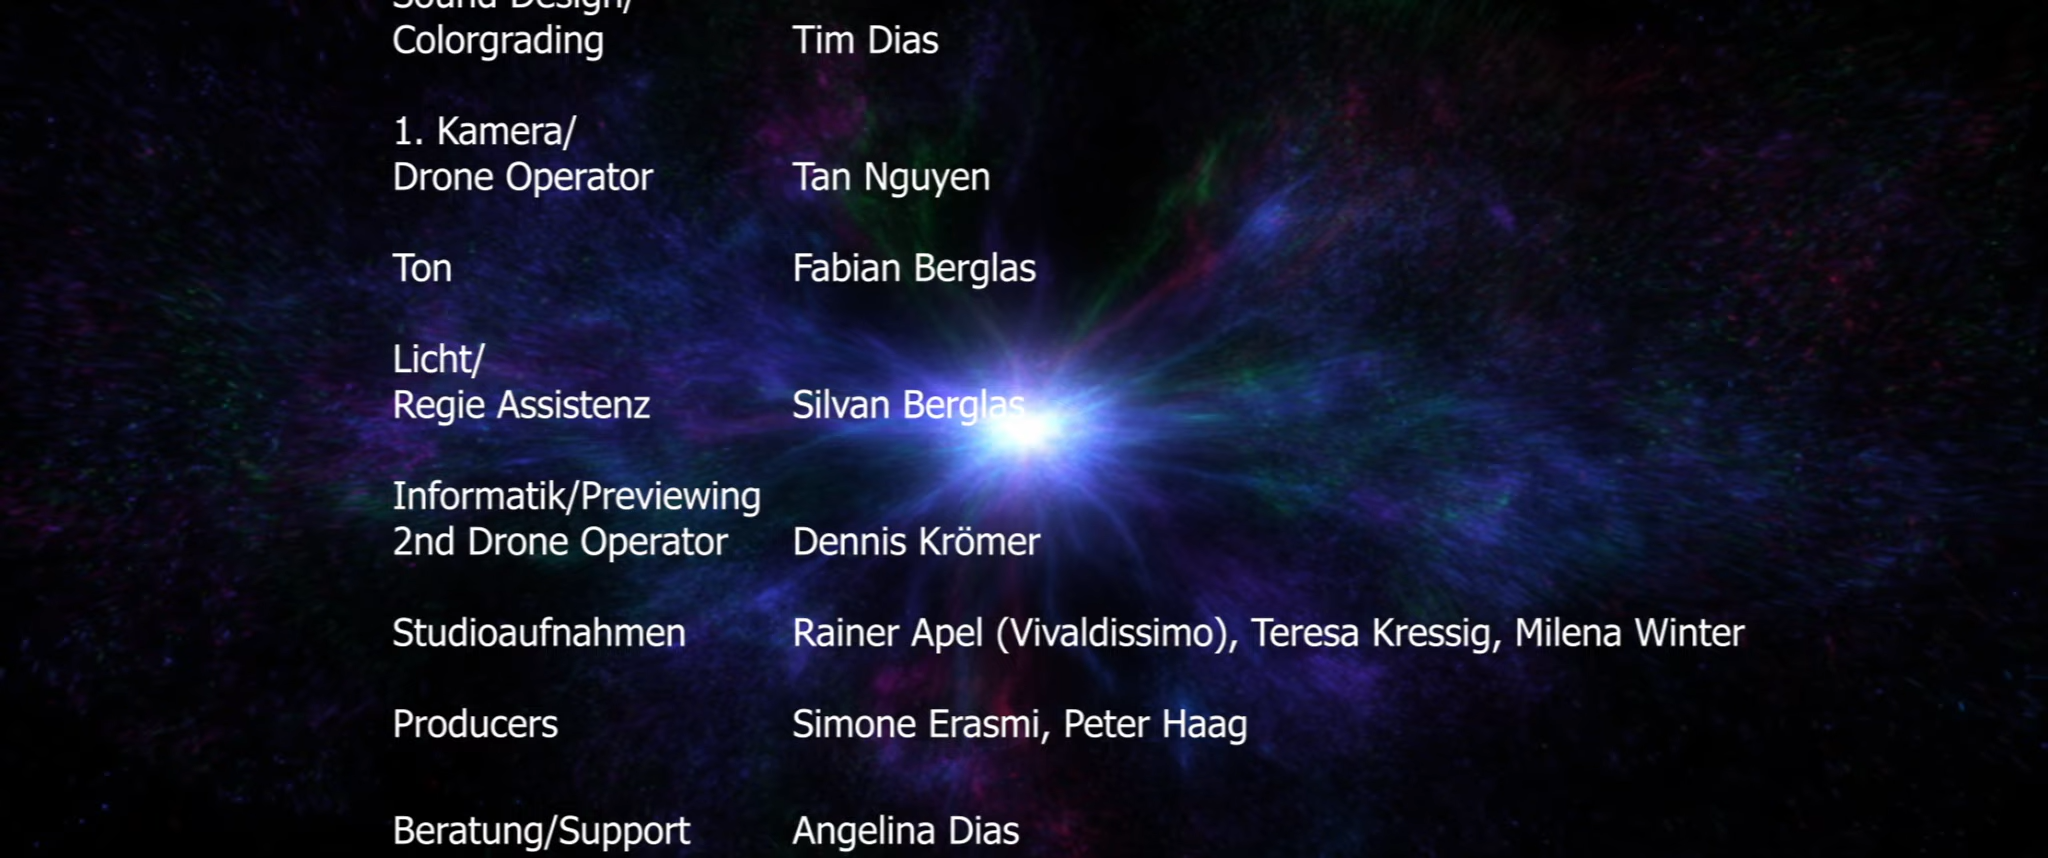 Sound Design/
Colorgrading Tim Dias
1. Kamera/
Drone Operator Tan Nguyen
Ton Fabian Berglas
Licht/
Regie Assistenz Silvan Berglas
Informatik/Previewing
2nd Drone Operator Dennis Krömer
Studioaufnahmen Rainer Apel (Vivaldissimo), Teresa Kressig, Milena Winter
Producers Simone Erasmi, Peter Haag
Beratung/Support Angelina Dias